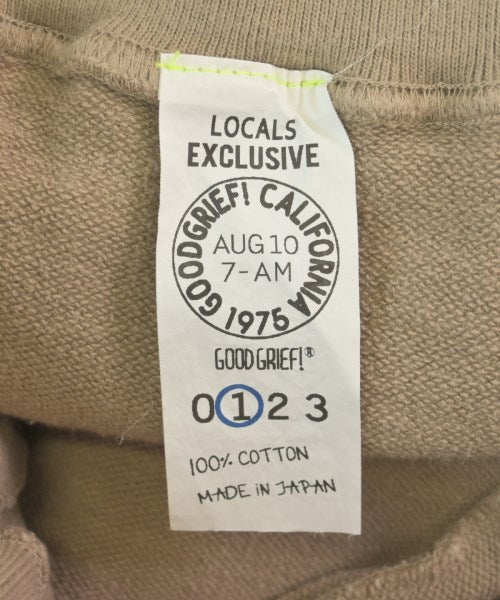 LOCALS
EXCLUSIVE
GOODGRIEF! CALIFORNIA
AUG 10
7-AM
1975
GOOD GRIEF!®
0 1 2 3
100% COTTON
MADE iN JAPAN